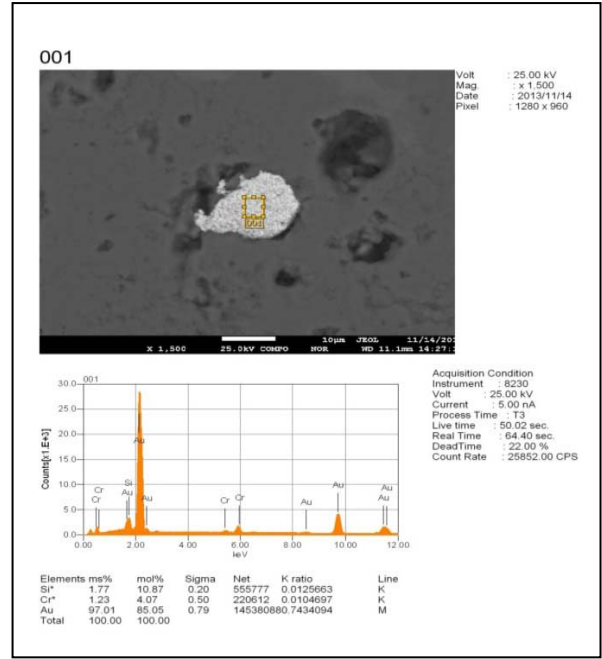 001
Volt : 25.00 kV
Mag. : x 1,500
Date : 2013/11/14
Pixel : 1280 x 960
001
10μm JEOL 11/14/20
X 1,500 25.0kV COMPO NOR WD 11.1mm 14:27:
Acquisition Condition
Instrument : 8230
Volt : 25.00 kV
Current : 5.00 nA
Process Time : T3
Live time : 50.02 sec.
Real Time : 64.40 sec.
DeadTime : 22.00 %
Count Rate : 25852.00 CPS
001
Counts[x1.E+3]
30.0
25.0
20.0
15.0
10.0
5.0
0.0
Au
Cr Si Au
Cr Au Au Cr Cr Au Au Au
0.00 2.00 4.00 6.00 8.00 10.00 12.00
keV
Elements ms% mol% Sigma Net K ratio Line
Si* 1.77 10.87 0.20 555777 0.0125663 K
Cr* 1.23 4.07 0.50 220612 0.0104697 K
Au 97.01 85.05 0.79 145380880.7434094 M
Total 100.00 100.00